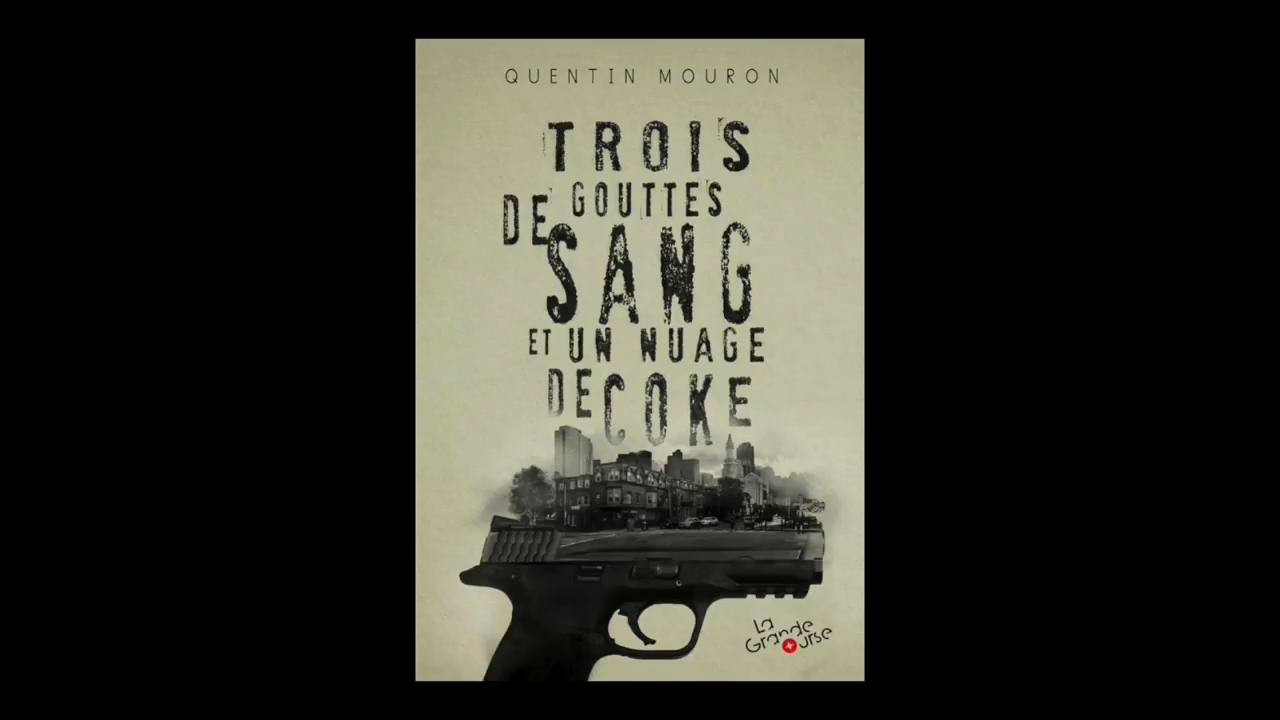 QUENTIN MOURON
TROIS
GOUTTES
DE
SANG
ET UN NUAGE
DE COKE
La
Grande
Ourse